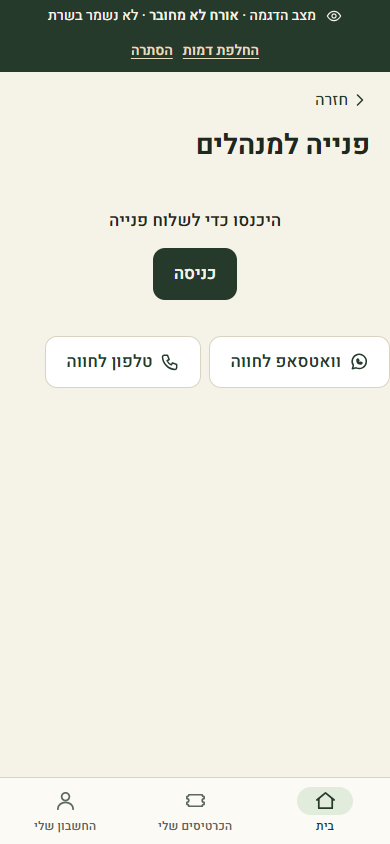 מצב הדגמה · אורח לא מחובר · לא נשמר בשרת
החלפת דמות הסתרה
חזרה
פנייה למנהלים
היכנסו כדי לשלוח פנייה
כניסה
וואטסאפ לחווה
טלפון לחווה
בית
הכרטיסים שלי
החשבון שלי